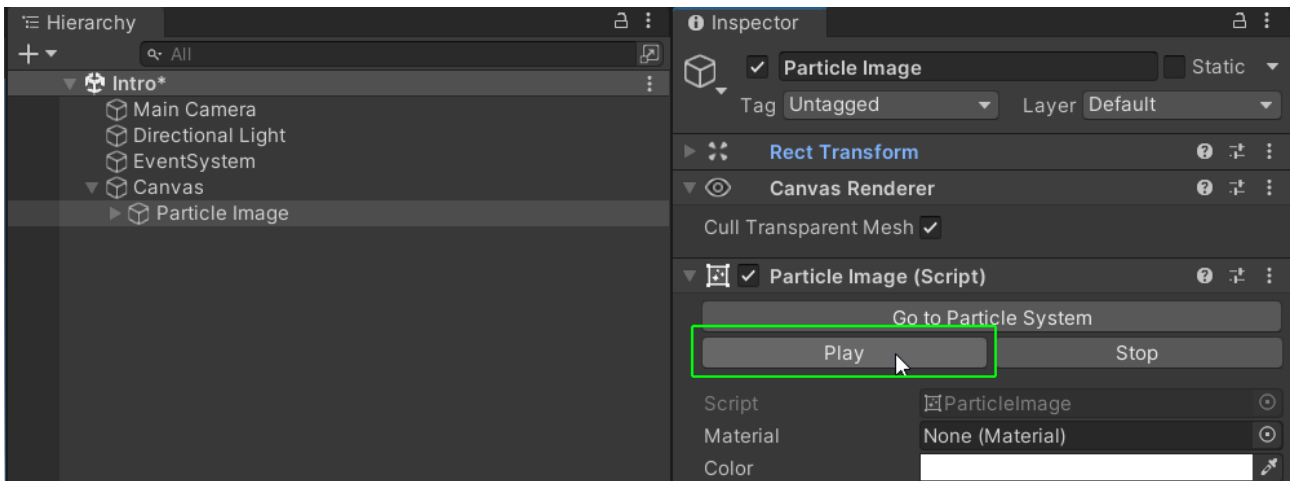 Hierarchy
All
Intro*
Main Camera
Directional Light
EventSystem
Canvas
Particle Image
Inspector
Particle Image
Static
Tag Untagged
Layer Default
Rect Transform
Canvas Renderer
Cull Transparent Mesh
Particle Image (Script)
Go to Particle System
Play
Stop
Script
ParticleImage
Material
None (Material)
Color